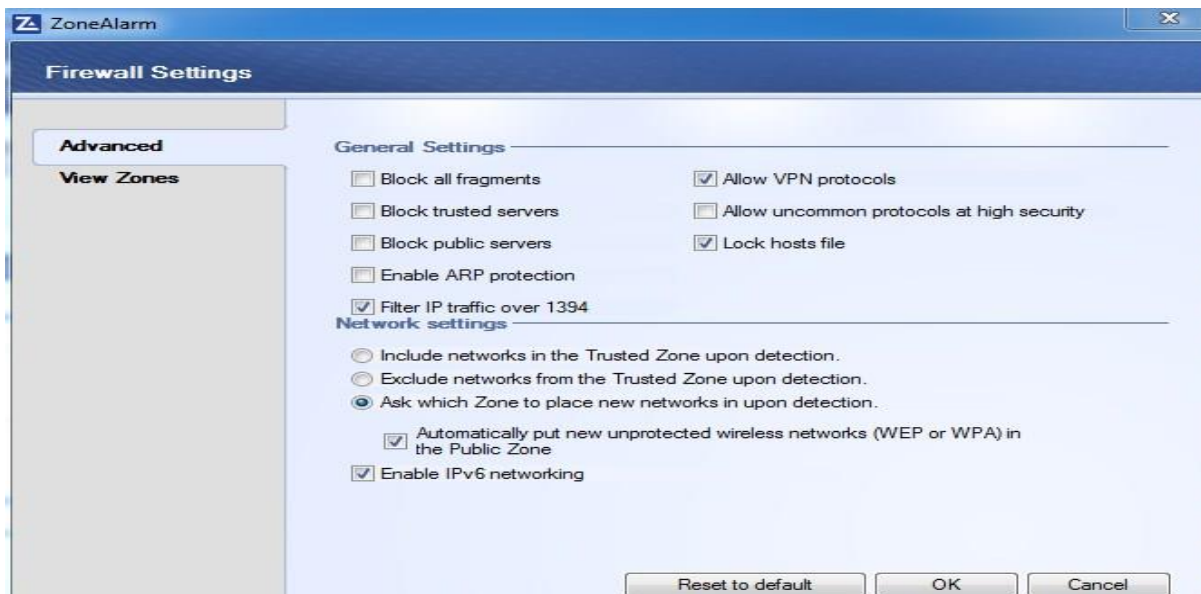 ZoneAlarm
Firewall Settings
Advanced
View Zones
General Settings
Block all fragments
Block trusted servers
Block public servers
Enable ARP protection
Filter IP traffic over 1394
Allow VPN protocols
Allow uncommon protocols at high security
Lock hosts file
Network settings
Include networks in the Trusted Zone upon detection.
Exclude networks from the Trusted Zone upon detection.
Ask which Zone to place new networks in upon detection.
Automatically put new unprotected wireless networks (WEP or WPA) in
the Public Zone
Enable IPv6 networking
Reset to default
OK
Cancel